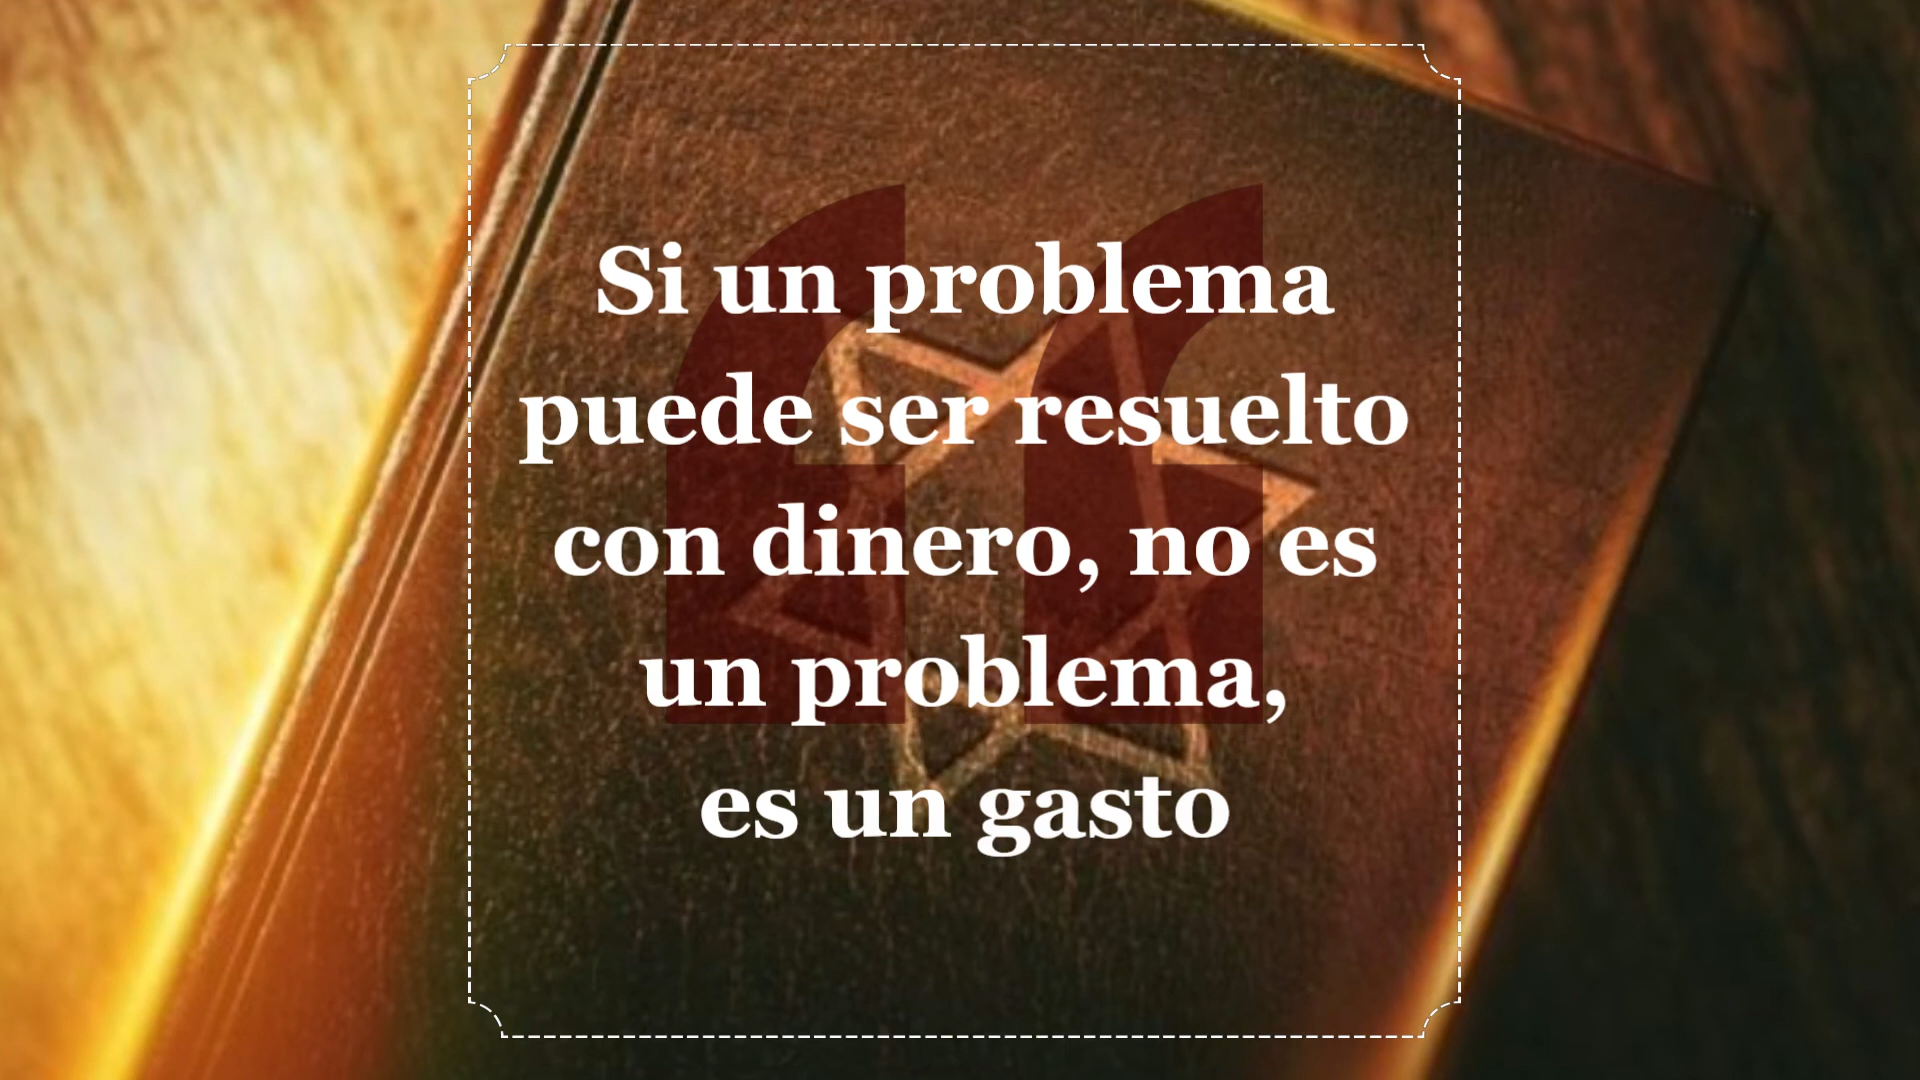 Si un problema
puede ser resuelto
con dinero, no es
un problema,
es un gasto